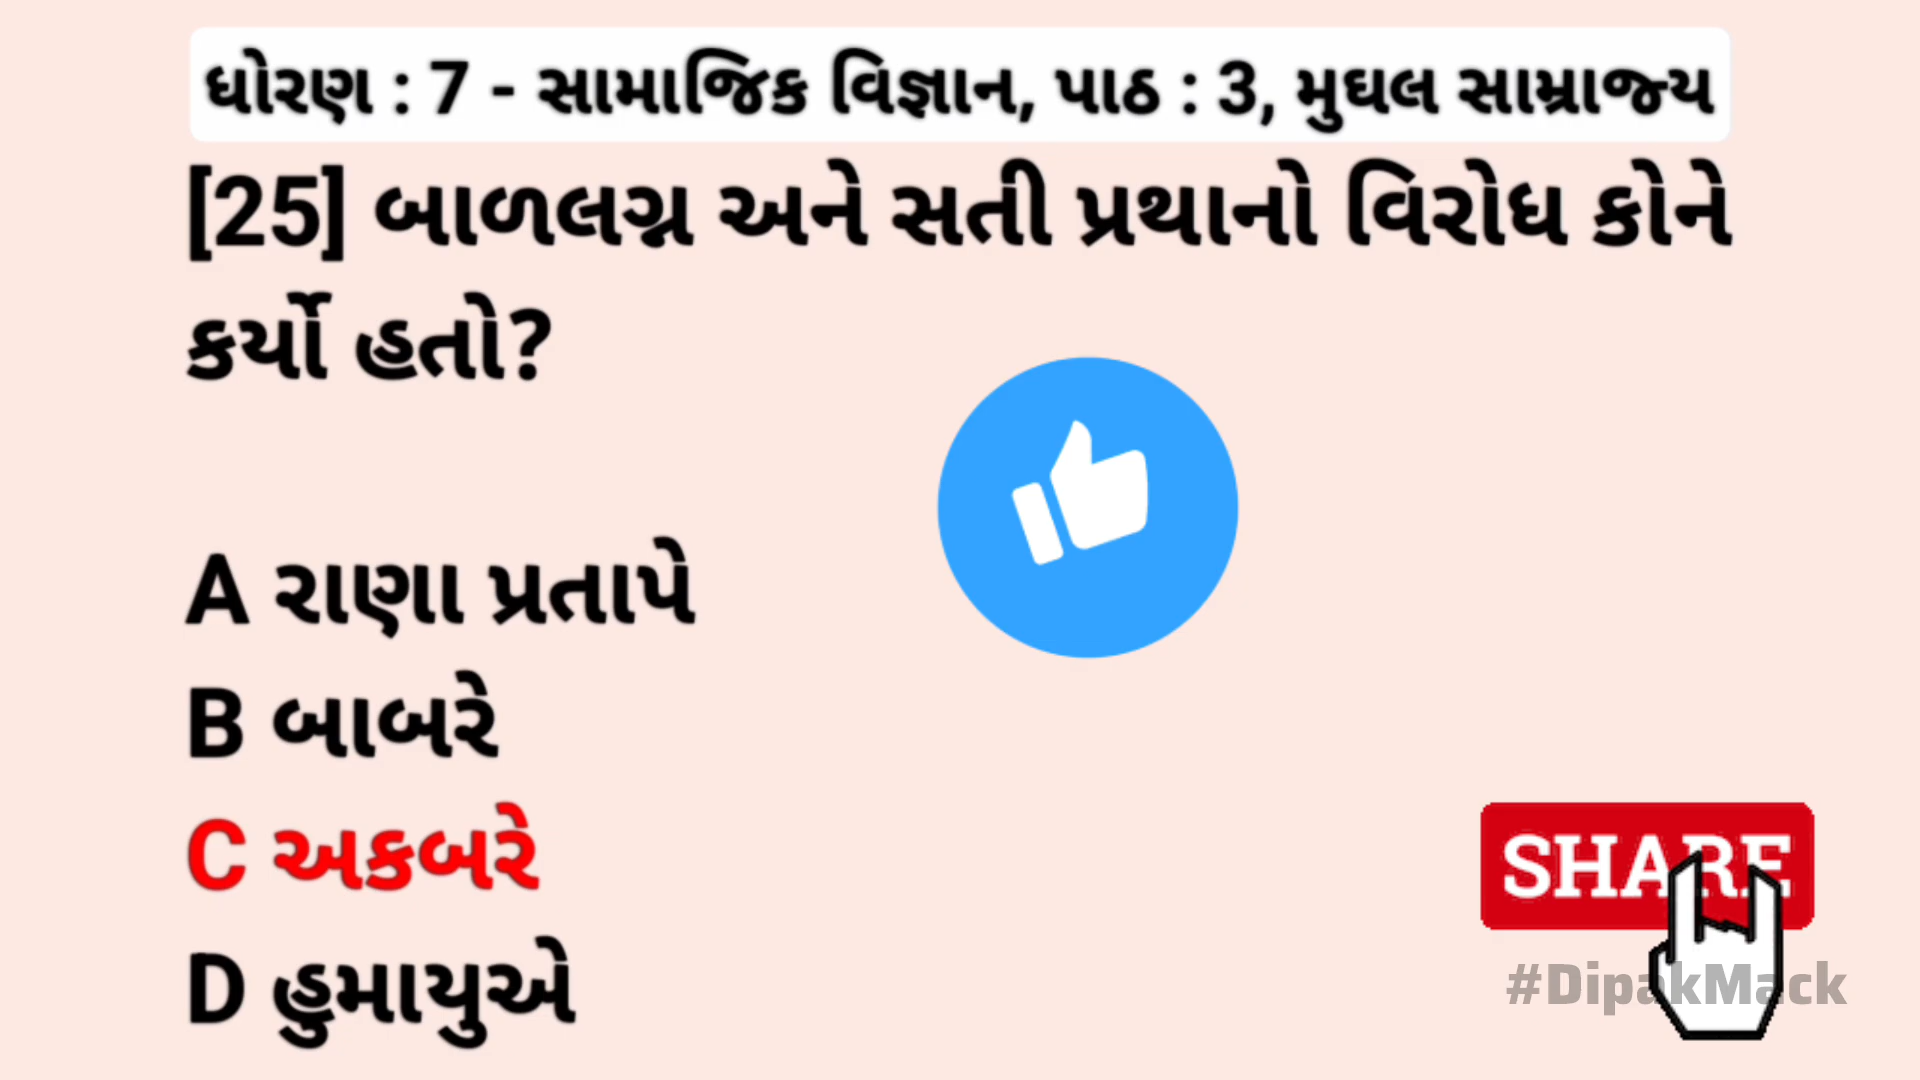 ધોરણ : 7 - સામાજિક વિજ્ઞાન, પાઠ : 3, મુઘલ સામ્રાજ્ય
[25] બાળલગ્ન અને સતી પ્રથાનો વિરોધ કોને
કર્યો હતો?
A રાણા પ્રતાપે
B બાબરે
C અકબરે
D હુમાયુએ
SHARE
#DipakMack